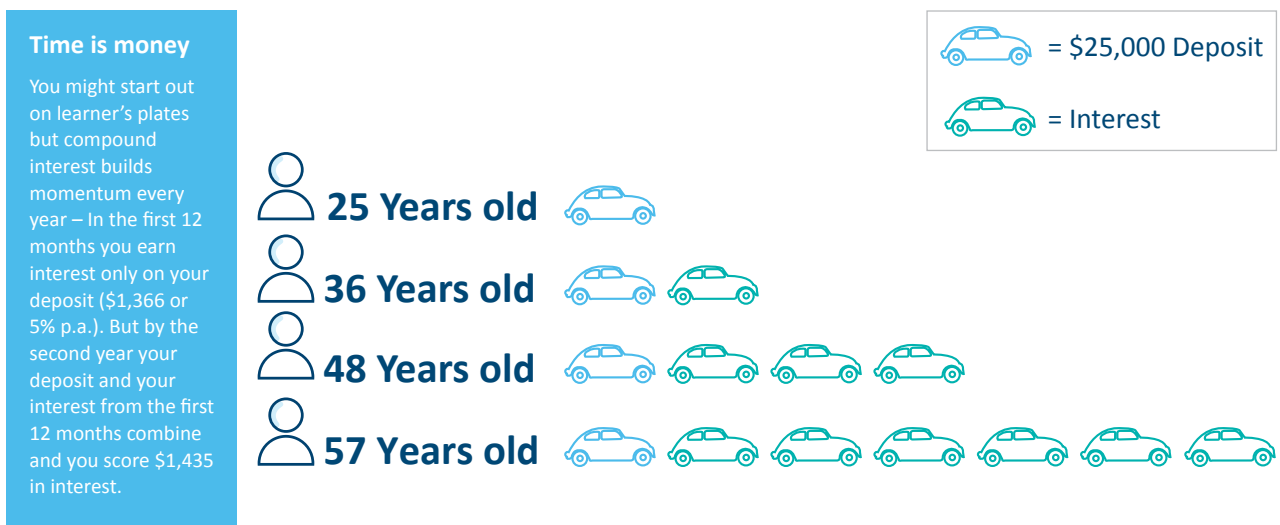 Time is money
You might start out
on learner’s plates
but compound
interest builds
momentum every
year – In the first 12
months you earn
interest only on your
deposit ($1,366 or
5% p.a.). But by the
second year your
deposit and your
interest from the first
12 months combine
and you score $1,435
in interest.
= $25,000 Deposit
= Interest
25 Years old
36 Years old
48 Years old
57 Years old